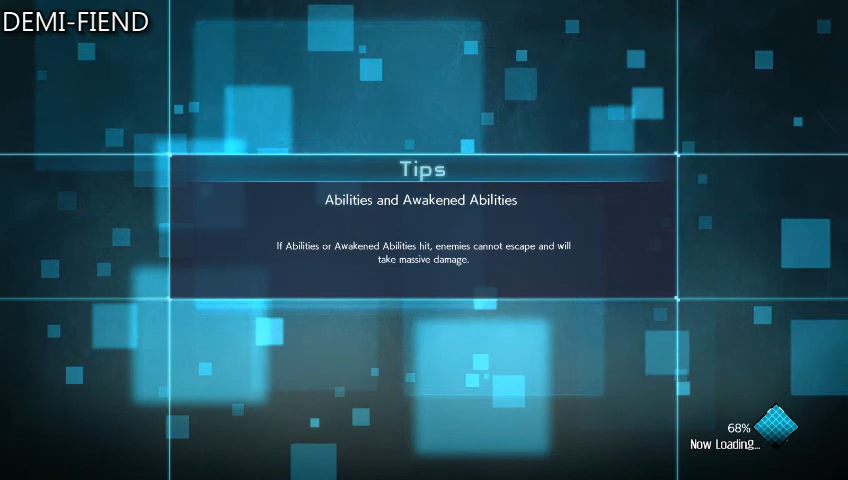 DEMI-FIEND
Tips
Abilities and Awakened Abilities
If Abilities or Awakened Abilities hit, enemies cannot escape and will
take massive damage.
68%
Now Loading...